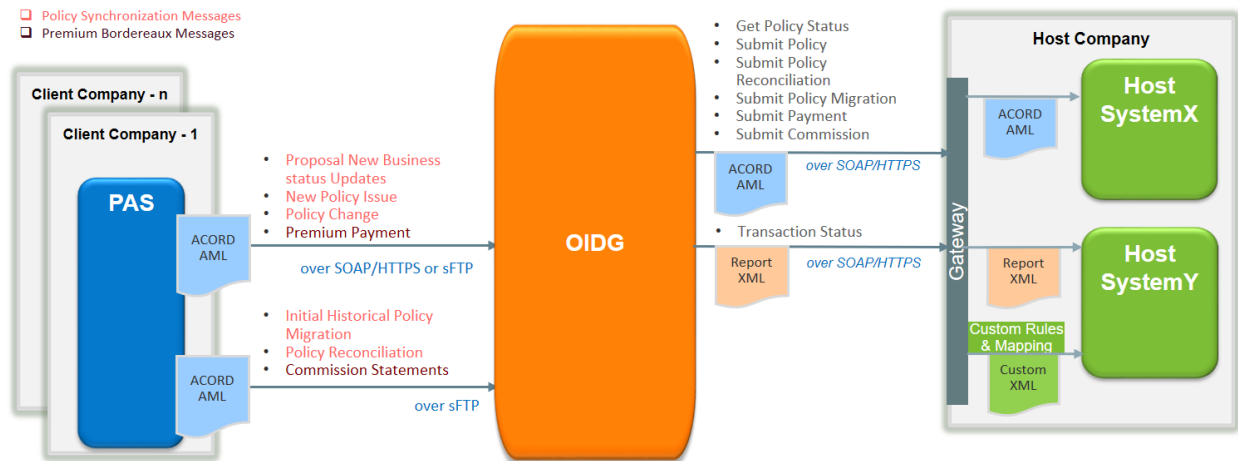 Policy Synchronization Messages
Premium Bordereaux Messages
Client Company - n
Client Company - 1
PAS
ACORD
AML
• Proposal New Business
status Updates
• New Policy Issue
• Policy Change
• Premium Payment
over SOAP/HTTPS or sFTP
ACORD
AML
• Initial Historical Policy
Migration
• Policy Reconciliation
• Commission Statements
over sFTP
OIDG
• Get Policy Status
• Submit Policy
• Submit Policy
Reconciliation
• Submit Policy Migration
• Submit Payment
• Submit Commission
ACORD
AML
over SOAP/HTTPS
• Transaction Status
Report
XML
over SOAP/HTTPS
Host Company
Gateway
ACORD
AML
Host
SystemX
Report
XML
Host
SystemY
Custom Rules
& Mapping
Custom
XML